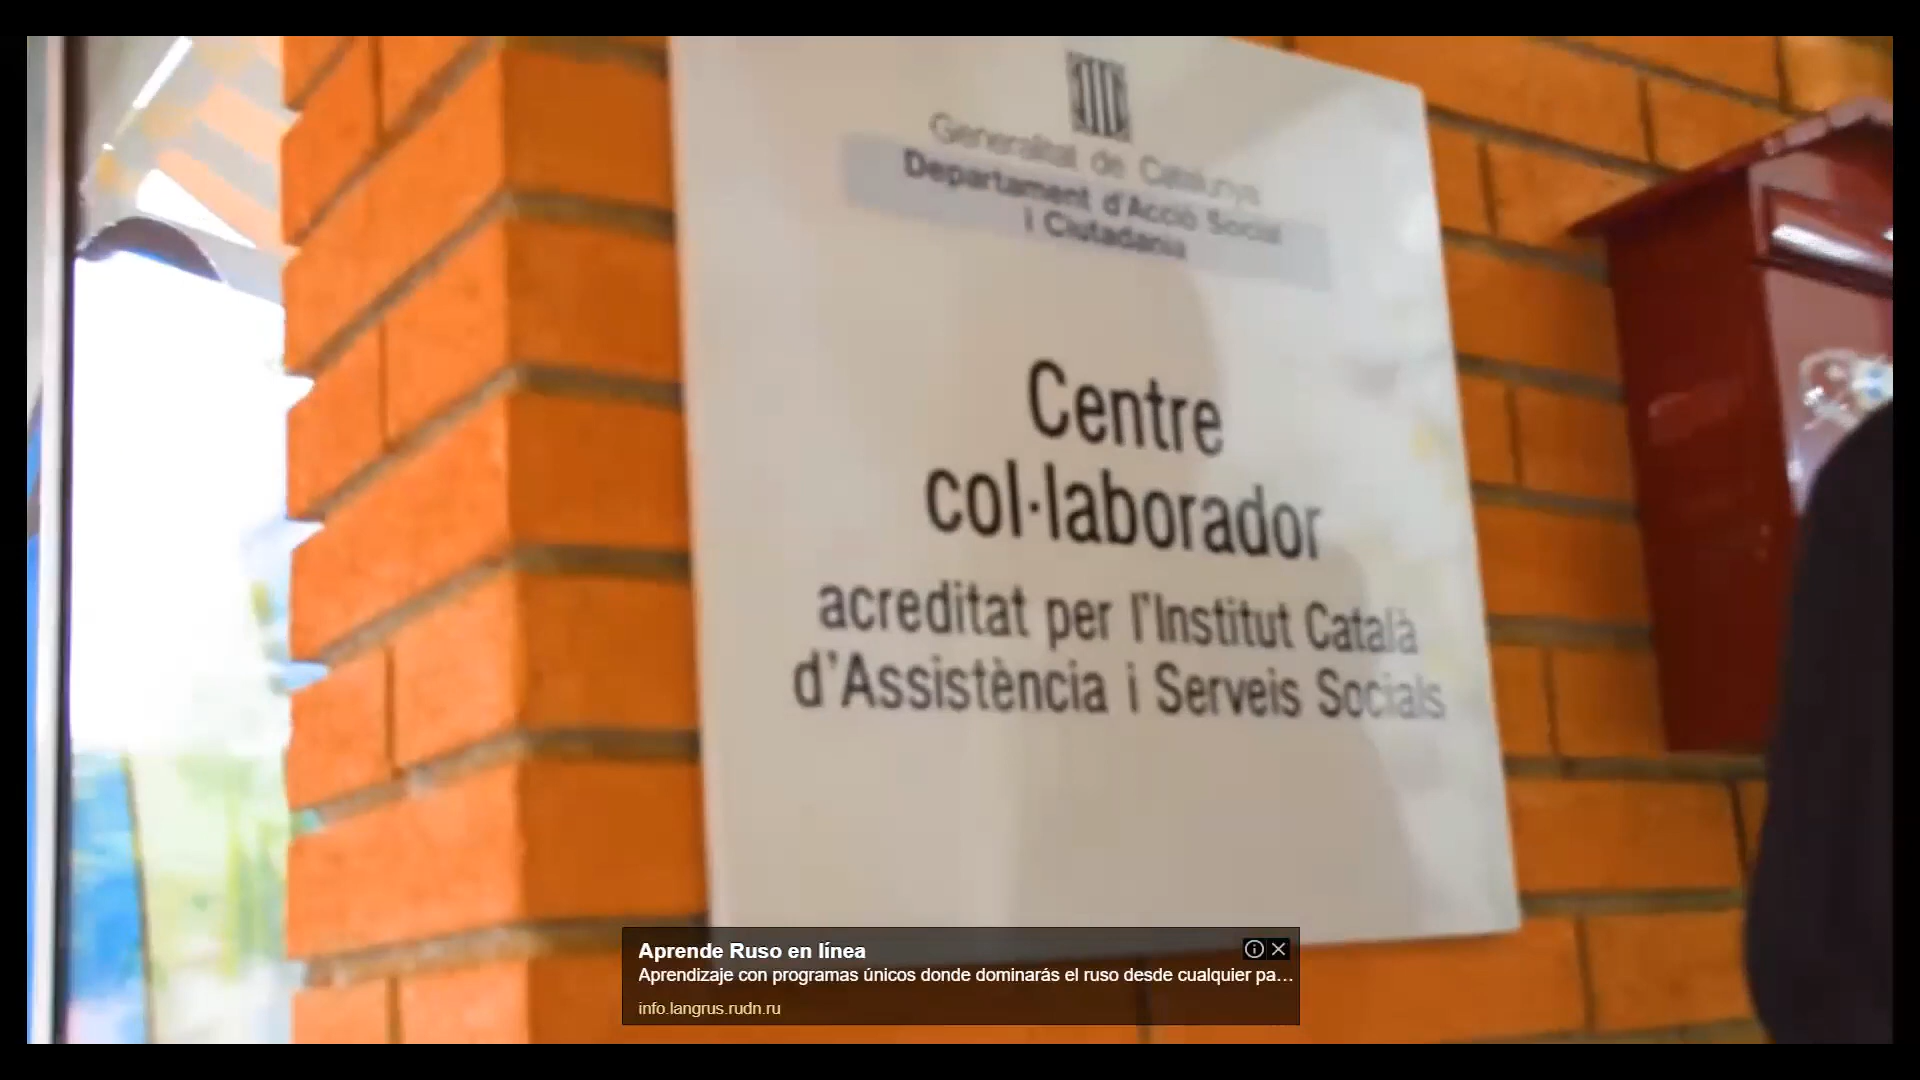 Generalitat de Catalunya
Departament d'Acció Social
i Ciutadania
Centre
col·laborador
acreditat per l'Institut Català
d'Assistència i Serveis Socials
Aprende Ruso en línea
Aprendizaje con programas únicos donde dominarás el ruso desde cualquier pa...
info.langrus.rudn.ru